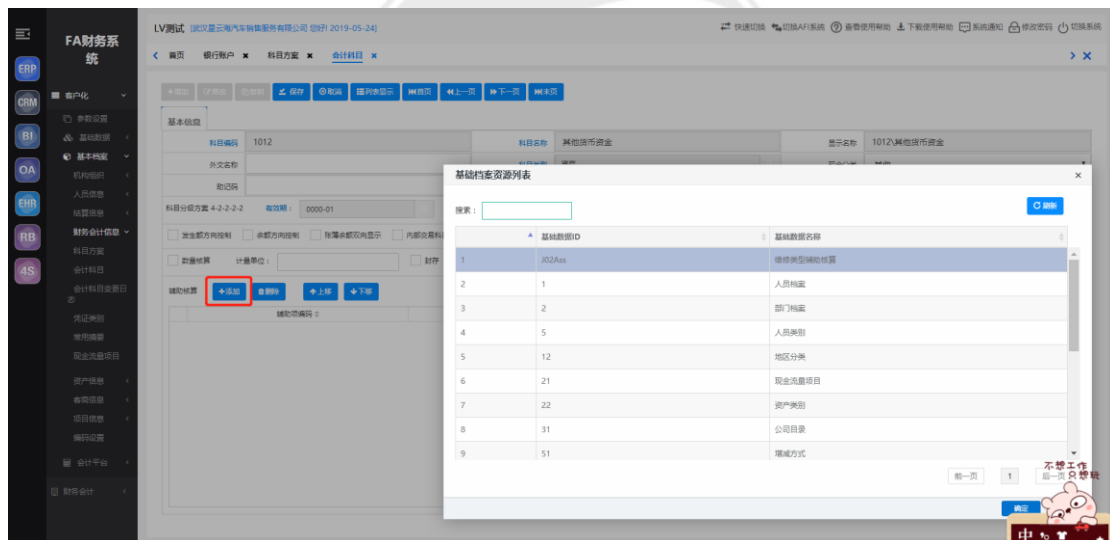 LV测试 [武汉星云海汽车销售服务有限公司 您好! 2019-05-24]
快速切换 切换AFI系统 查看使用帮助 下载使用帮助 系统通知 修改密码 切换系统
FA财务系统
首页 银行账户 科目方案 会计科目
ERP
CRM
BI
OA
EHR
RB
4S
客户化
参数设置
基础数据
基本档案
机构组织
人员信息
结算信息
财务会计信息
科目方案
会计科目
会计科目变更日志
凭证类别
常用摘要
现金流量项目
资产信息
客商信息
项目信息
编码设置
会计平台
财务会计
保存 取消 列表显示 首页 上一页 下一页 末页
基本信息
科目编码 1012 科目名称 其他货币资金 显示名称 1012\其他货币资金
外文名称
助记码
科目分级方案 4-2-2-2-2 有效期: 0000-01
发生额方向控制 余额方向控制 账簿余额双向显示 内部交易科
数量核算 计量单位: 封存
辅助核算 添加 删除 上移 下移
辅助项编码
基础档案资源列表
搜索: 刷新
基础数据ID 基础数据名称
1 J02Ass 维修类型辅助核算
2 1 人员档案
3 2 部门档案
4 5 人员类别
5 12 地区分类
6 21 现金流量项目
7 22 资产类别
8 31 公司目录
9 51 增减方式
前一页 1 后一页
确定
不想工作
只想玩
中